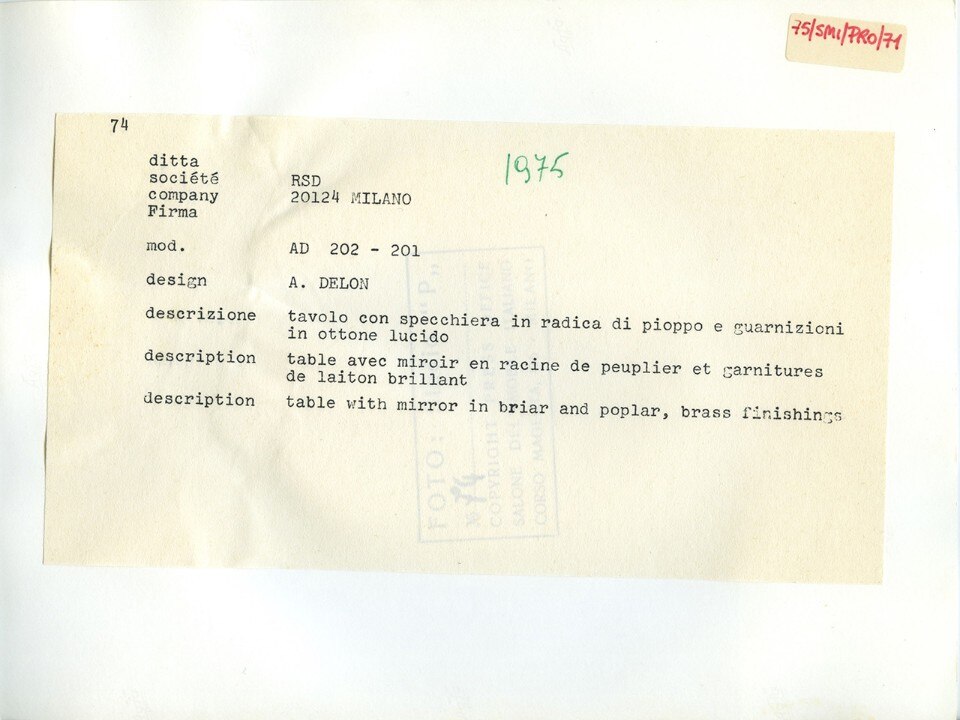 75/SMI/PRO/71
74
1975
ditta
société RSD
company 20124 MILANO
Firma
mod. AD 202 - 201
design A. DELON
descrizione tavolo con specchiera in radica di pioppo e guarnizioni
in ottone lucido
description table avec miroir en racine de peuplier et garnitures
de laiton brillant
description table with mirror in briar and poplar, brass finishings
FOTO: "P"
№ 74
COPYRIGHT
SALONE DEL MOBILE
CORSO MAGENTA MILANO